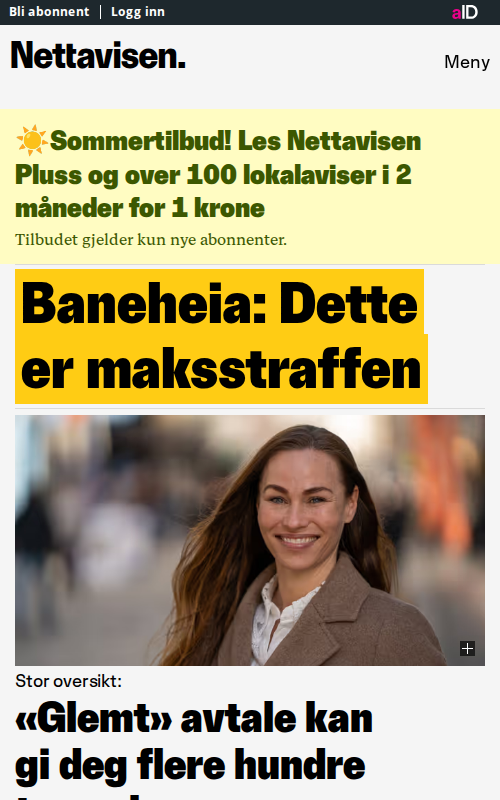 Bli abonnent | Logg inn
aID
Nettavisen.
Meny
☀️Sommertilbud! Les Nettavisen
Pluss og over 100 lokalaviser i 2
måneder for 1 krone
Tilbudet gjelder kun nye abonnenter.
Baneheia: Dette
er maksstraffen
Stor oversikt:
«Glemt» avtale kan
gi deg flere hundre